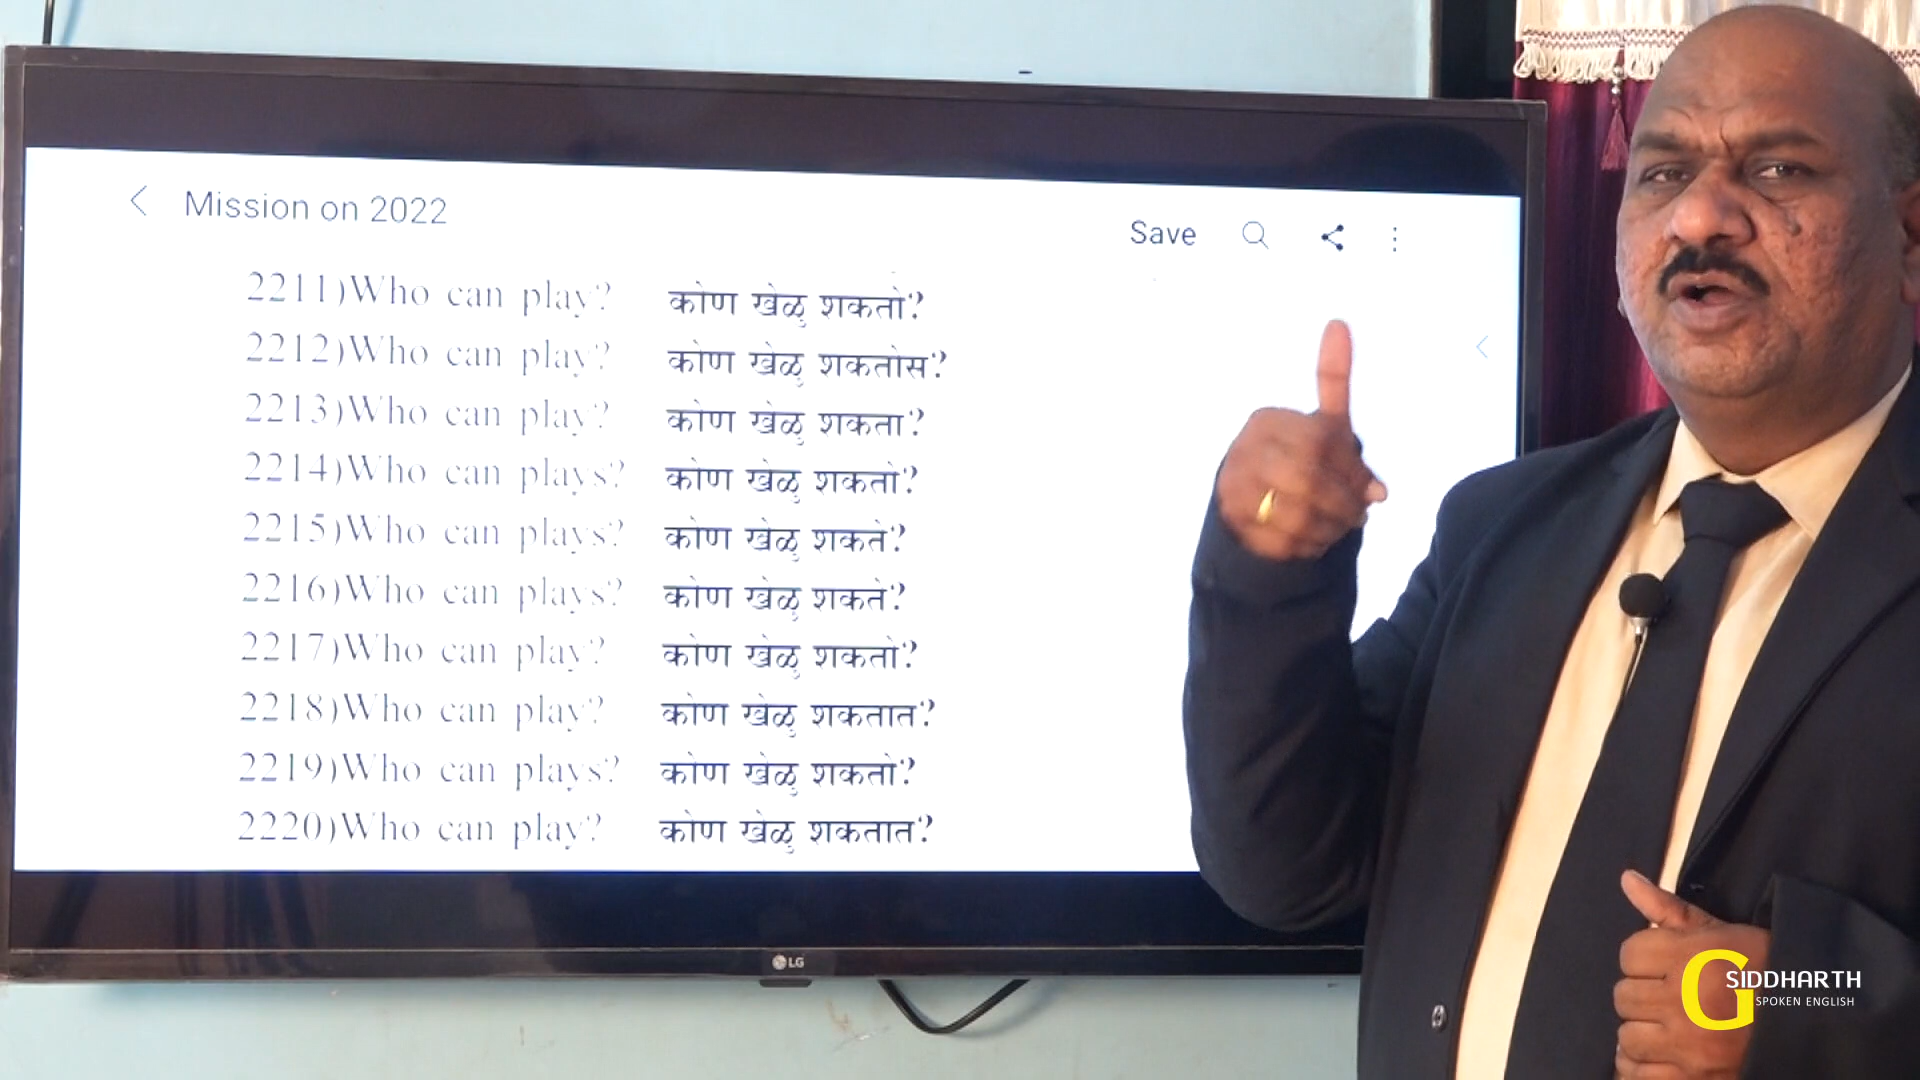 Mission on 2022
Save
2211)Who can play? कोण खेळु शकतो?
2212)Who can play? कोण खेळु शकतोस?
2213)Who can play? कोण खेळु शकता?
2214)Who can plays? कोण खेळु शकतो?
2215)Who can plays? कोण खेळु शकते?
2216)Who can plays? कोण खेळु शकते?
2217)Who can play? कोण खेळु शकतो?
2218)Who can play? कोण खेळु शकतात?
2219)Who can plays? कोण खेळु शकतो?
2220)Who can play? कोण खेळु शकतात?
LG
G SIDDHARTH
SPOKEN ENGLISH